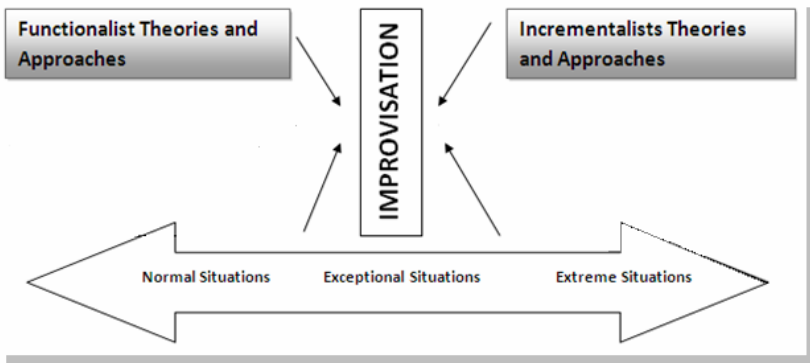 Functionalist Theories and
Approaches
IMPROVISATION
Incrementalists Theories
and Approaches
Normal Situations
Exceptional Situations
Extreme Situations